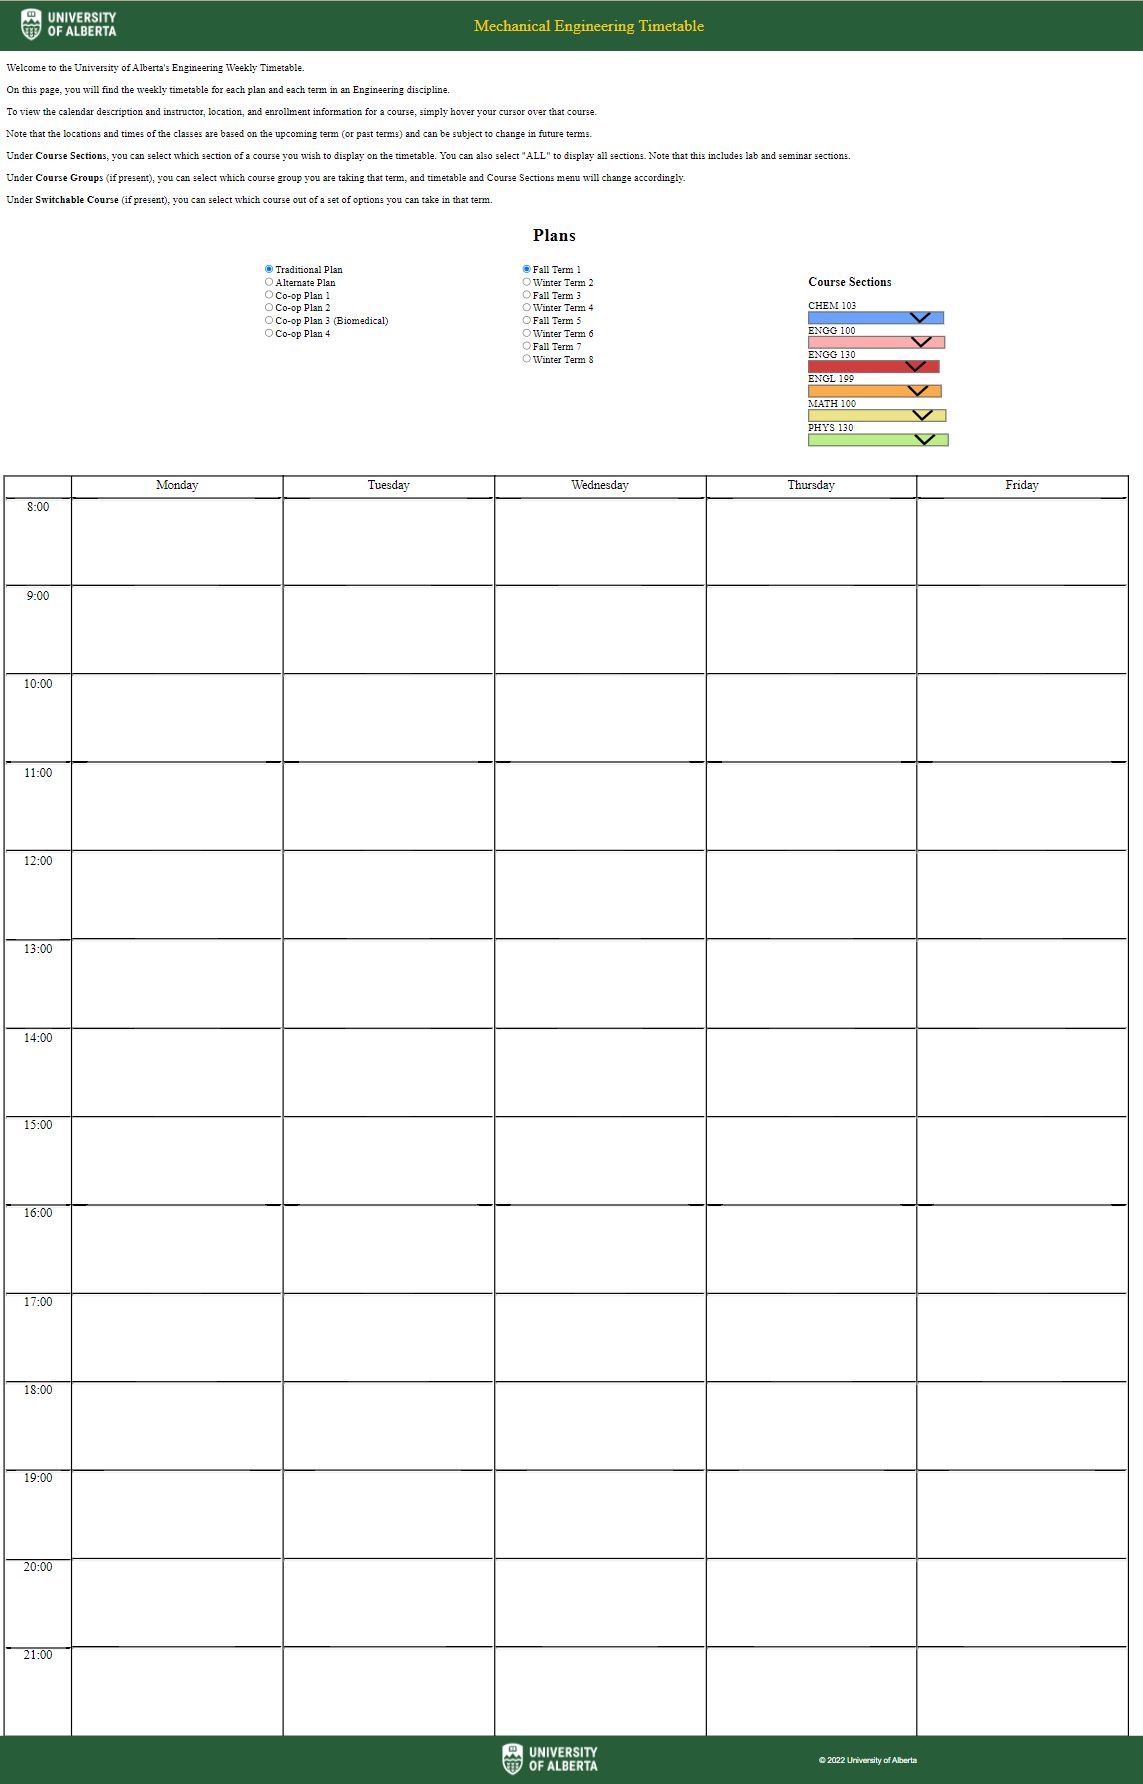 UNIVERSITY
OF ALBERTA
Mechanical Engineering Timetable
Welcome to the University of Alberta's Engineering Weekly Timetable.
On this page, you will find the weekly timetable for each plan and each term in an Engineering discipline.
To view the calendar description and instructor, location, and enrollment information for a course, simply hover your cursor over that course.
Note that the locations and times of the classes are based on the upcoming term (or past terms) and can be subject to change in future terms.
Under Course Sections, you can select which section of a course you wish to display on the timetable. You can also select "ALL" to display all sections. Note that this includes lab and seminar sections.
Under Course Groups (if present), you can select which course group you are taking that term, and timetable and Course Sections menu will change accordingly.
Under Switchable Course (if present), you can select which course out of a set of options you can take in that term.
Plans
Traditional Plan
Alternate Plan
Co-op Plan 1
Co-op Plan 2
Co-op Plan 3 (Biomedical)
Co-op Plan 4
Fall Term 1
Winter Term 2
Fall Term 3
Winter Term 4
Fall Term 5
Winter Term 6
Fall Term 7
Winter Term 8
Course Sections
CHEM 103
ENGG 100
ENGG 130
ENGL 199
MATH 100
PHYS 130
Monday Tuesday Wednesday Thursday Friday
8:00
9:00
10:00
11:00
12:00
13:00
14:00
15:00
16:00
17:00
18:00
19:00
20:00
21:00
UNIVERSITY
OF ALBERTA
© 2022 University of Alberta